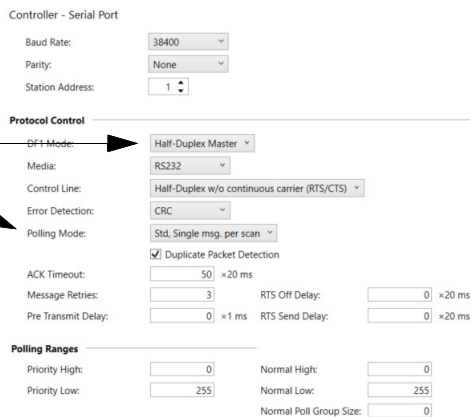 Controller - Serial Port
Baud Rate: 38400
Parity: None
Station Address: 1
Protocol Control
DF1 Mode: Half-Duplex Master
Media: RS232
Control Line: Half-Duplex w/o continuous carrier (RTS/CTS)
Error Detection: CRC
Polling Mode: Std, Single msg. per scan
Duplicate Packet Detection
ACK Timeout: 50 ×20 ms
Message Retries: 3 RTS Off Delay: 0 ×20 ms
Pre Transmit Delay: 0 ×1 ms RTS Send Delay: 0 ×20 ms
Polling Ranges
Priority High: 0 Normal High: 0
Priority Low: 255 Normal Low: 255
Normal Poll Group Size: 0